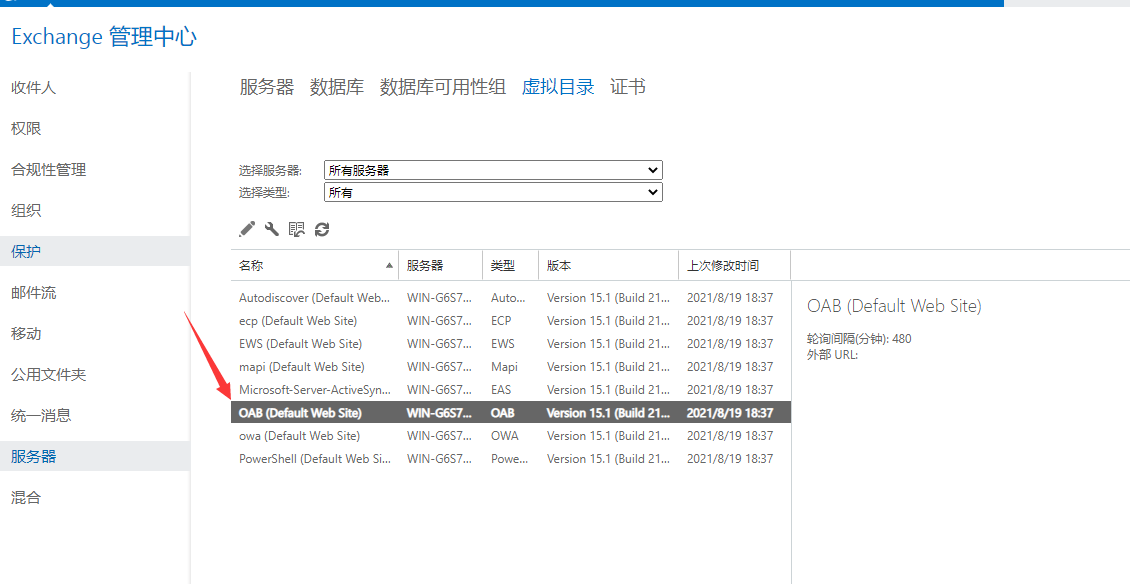 Exchange 管理中心
收件人
权限
合规性管理
组织
保护
邮件流
移动
公用文件夹
统一消息
服务器
混合
服务器 数据库 数据库可用性组 虚拟目录 证书
选择服务器: 所有服务器
选择类型: 所有
名称 服务器 类型 版本 上次修改时间
Autodiscover (Default Web... WIN-G6S7... Auto... Version 15.1 (Build 21... 2021/8/19 18:37
ecp (Default Web Site) WIN-G6S7... ECP Version 15.1 (Build 21... 2021/8/19 18:37
EWS (Default Web Site) WIN-G6S7... EWS Version 15.1 (Build 21... 2021/8/19 18:37
mapi (Default Web Site) WIN-G6S7... Mapi Version 15.1 (Build 21... 2021/8/19 18:37
Microsoft-Server-ActiveSyn... WIN-G6S7... EAS Version 15.1 (Build 21... 2021/8/19 18:37
OAB (Default Web Site) WIN-G6S7... OAB Version 15.1 (Build 21... 2021/8/19 18:37
owa (Default Web Site) WIN-G6S7... OWA Version 15.1 (Build 21... 2021/8/19 18:37
PowerShell (Default Web Si... WIN-G6S7... Powe... Version 15.1 (Build 21... 2021/8/19 18:37
OAB (Default Web Site)
轮询间隔(分钟): 480
外部 URL: